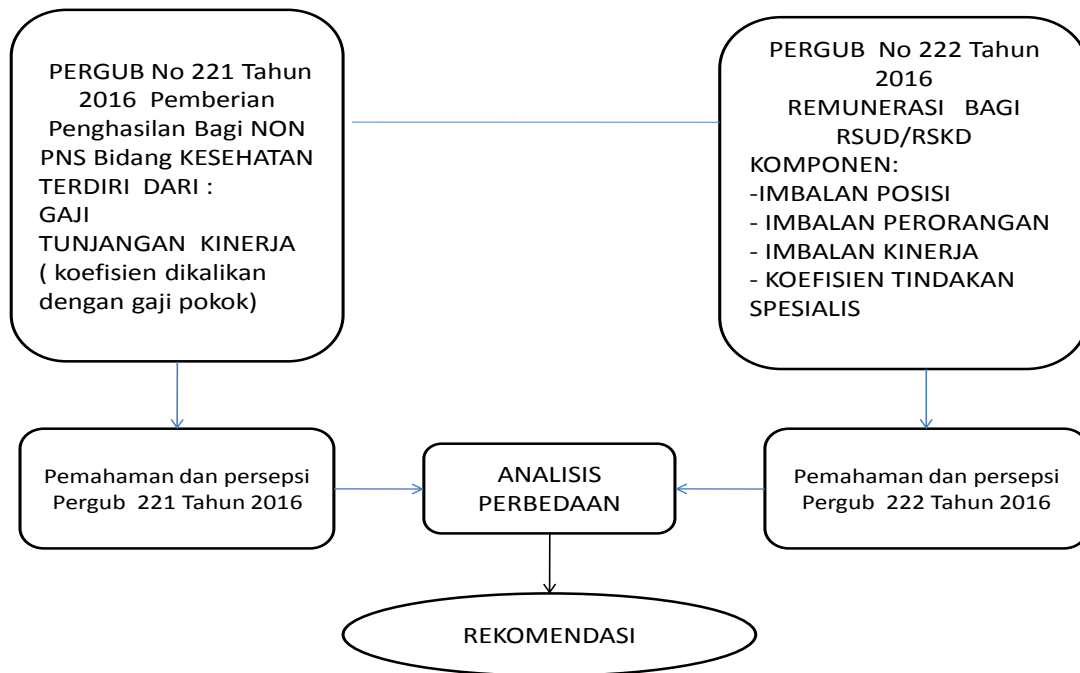 PERGUB No 221 Tahun
2016 Pemberian
Penghasilan Bagi NON
PNS Bidang KESEHATAN
TERDIRI DARI :
GAJI
TUNJANGAN KINERJA
( koefisien dikalikan
dengan gaji pokok)
PERGUB No 222 Tahun
2016
REMUNERASI BAGI
RSUD/RSKD
KOMPONEN:
-IMBALAN POSISI
- IMBALAN PERORANGAN
- IMBALAN KINERJA
- KOEFISIEN TINDAKAN
SPESIALIS
Pemahaman dan persepsi
Pergub 221 Tahun 2016
ANALISIS
PERBEDAAN
Pemahaman dan persepsi
Pergub 222 Tahun 2016
REKOMENDASI